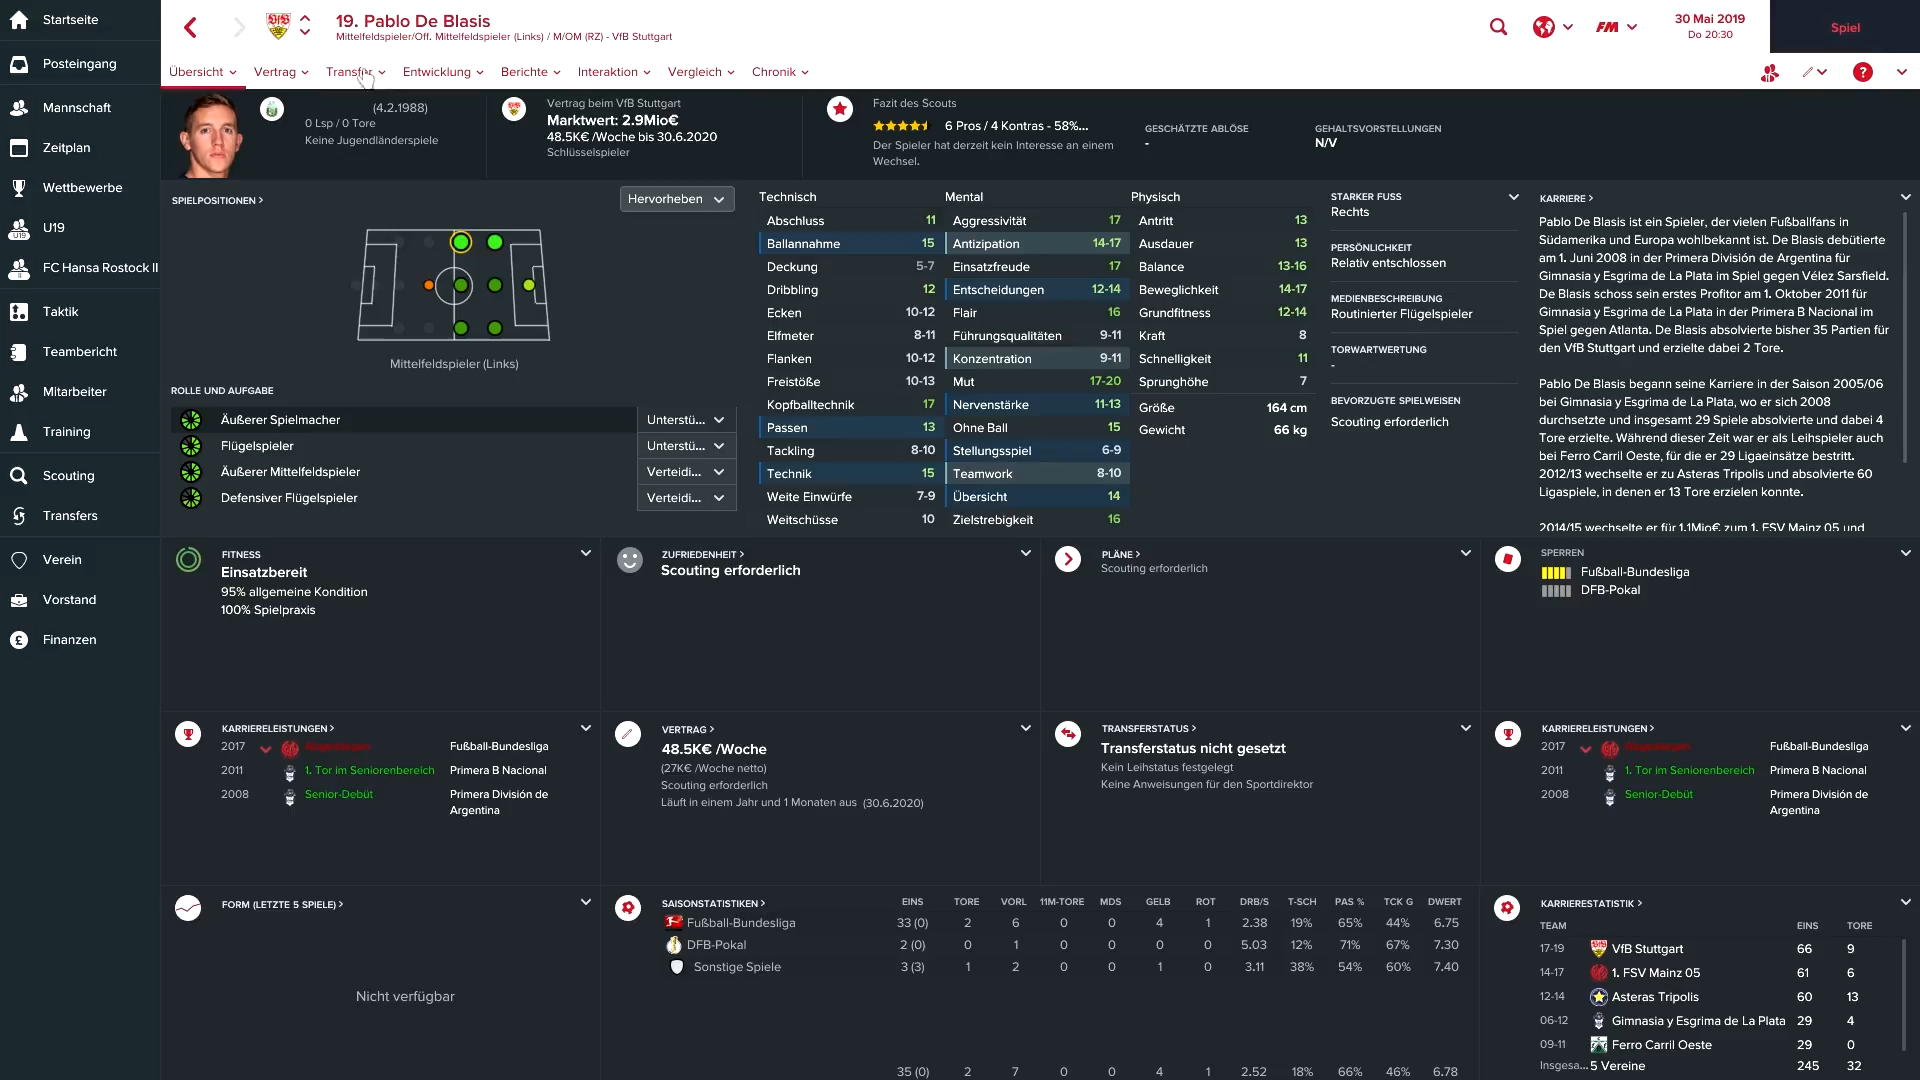 Startseite
Posteingang
Mannschaft
Zeitplan
Wettbewerbe
U19
FC Hansa Rostock II
Taktik
Teambericht
Mitarbeiter
Training
Scouting
Transfers
Verein
Vorstand
Finanzen
19. Pablo De Blasis
Mittelfeldspieler/Off. Mittelfeldspieler (Links) / M/OM (RZ) - VfB Stuttgart
FM
30 Mai 2019
Do 20:30
Spiel
Übersicht Vertrag Transfer Entwicklung Berichte Interaktion Vergleich Chronik
(4.2.1988)
0 Lsp / 0 Tore
Keine Jugendländerspiele
Vertrag beim VfB Stuttgart
Marktwert: 2.9Mio€
48.5K€ /Woche bis 30.6.2020
Schlüsselspieler
Fazit des Scouts
6 Pros / 4 Kontras - 58%...
Der Spieler hat derzeit kein Interesse an einem
Wechsel.
GESCHÄTZTE ABLÖSE
-
GEHALTSVORSTELLUNGEN
N/V
SPIELPOSITIONEN >
Hervorheben
Mittelfeldspieler (Links)
ROLLE UND AUFGABE
Äußerer Spielmacher Unterstü...
Flügelspieler Unterstü...
Äußerer Mittelfeldspieler Verteidi...
Defensiver Flügelspieler Verteidi...
Technisch
Abschluss 11
Ballannahme 15
Deckung 5-7
Dribbling 12
Ecken 10-12
Elfmeter 8-11
Flanken 10-12
Freistöße 10-13
Kopfballtechnik 17
Passen 13
Tackling 8-10
Technik 15
Weite Einwürfe 7-9
Weitschüsse 10
Mental
Aggressivität 17
Antizipation 14-17
Einsatzfreude 17
Entscheidungen 12-14
Flair 16
Führungsqualitäten 9-11
Konzentration 9-11
Mut 17-20
Nervenstärke 11-13
Ohne Ball 15
Stellungsspiel 6-9
Teamwork 8-10
Übersicht 14
Zielstrebigkeit 16
Physisch
Antritt 13
Ausdauer 13
Balance 13-16
Beweglichkeit 14-17
Grundfitness 12-14
Kraft 8
Schnelligkeit 11
Sprunghöhe 7
Größe 164 cm
Gewicht 66 kg
STARKER FUSS
Rechts
PERSÖNLICHKEIT
Relativ entschlossen
MEDIENBESCHREIBUNG
Routinierter Flügelspieler
TORWARTWERTUNG
-
BEVORZUGTE SPIELWEISEN
Scouting erforderlich
KARRIERE >
Pablo De Blasis ist ein Spieler, der vielen Fußballfans in
Südamerika und Europa wohlbekannt ist. De Blasis debütierte
am 1. Juni 2008 in der Primera División de Argentina für
Gimnasia y Esgrima de La Plata im Spiel gegen Vélez Sarsfield.
De Blasis schoss sein erstes Profitor am 1. Oktober 2011 für
Gimnasia y Esgrima de La Plata in der Primera B Nacional im
Spiel gegen Atlanta. De Blasis absolvierte bisher 35 Partien für
den VfB Stuttgart und erzielte dabei 2 Tore.
Pablo De Blasis begann seine Karriere in der Saison 2005/06
bei Gimnasia y Esgrima de La Plata, wo er sich 2008
durchsetzte und insgesamt 29 Spiele absolvierte und dabei 4
Tore erzielte. Während dieser Zeit war er als Leihspieler auch
bei Ferro Carril Oeste, für die er 29 Ligaeinsätze bestritt.
2012/13 wechselte er zu Asteras Tripolis und absolvierte 60
Ligaspiele, in denen er 13 Tore erzielen konnte.
2014/15 wechselte er für 1.1Mio€ zum 1. FSV Mainz 05 und
FITNESS
Einsatzbereit
95% allgemeine Kondition
100% Spielpraxis
ZUFRIEDENHEIT >
Scouting erforderlich
PLÄNE >
Scouting erforderlich
SPERREN
Fußball-Bundesliga
DFB-Pokal
KARRIERELEISTUNGEN >
2017 Fußball-Bundesliga
2011 1. Tor im Seniorenbereich Primera B Nacional
2008 Senior-Debüt Primera División de
Argentina
VERTRAG >
48.5K€ /Woche
(27K€ /Woche netto)
Scouting erforderlich
Läuft in einem Jahr und 1 Monaten aus (30.6.2020)
TRANSFERSTATUS >
Transferstatus nicht gesetzt
Kein Leihstatus festgelegt
Keine Anweisungen für den Sportdirektor
KARRIERELEISTUNGEN >
2017 Fußball-Bundesliga
2011 1. Tor im Seniorenbereich Primera B Nacional
2008 Senior-Debüt Primera División de
Argentina
FORM (LETZTE 5 SPIELE) >
Nicht verfügbar
SAISONSTATISTIKEN > EINS TORE VORL 11M-TORE MDS GELB ROT DRB/S T-SCH PAS % TCK G DWERT
Fußball-Bundesliga 33 (0) 2 6 0 0 4 1 2.38 19% 65% 44% 6.75
DFB-Pokal 2 (0) 0 1 0 0 0 0 5.03 12% 71% 67% 7.30
Sonstige Spiele 3 (3) 1 2 0 0 1 0 3.11 38% 54% 60% 7.40
35 (0) 2 7 0 0 4 1 2.52 18% 66% 46% 6.78
KARRIERESTATISTIK >
TEAM EINS TORE
17-19 VfB Stuttgart 66 9
14-17 1. FSV Mainz 05 61 6
12-14 Asteras Tripolis 60 13
06-12 Gimnasia y Esgrima de La Plata 29 4
09-11 Ferro Carril Oeste 29 0
Insgesa... 5 Vereine 245 32